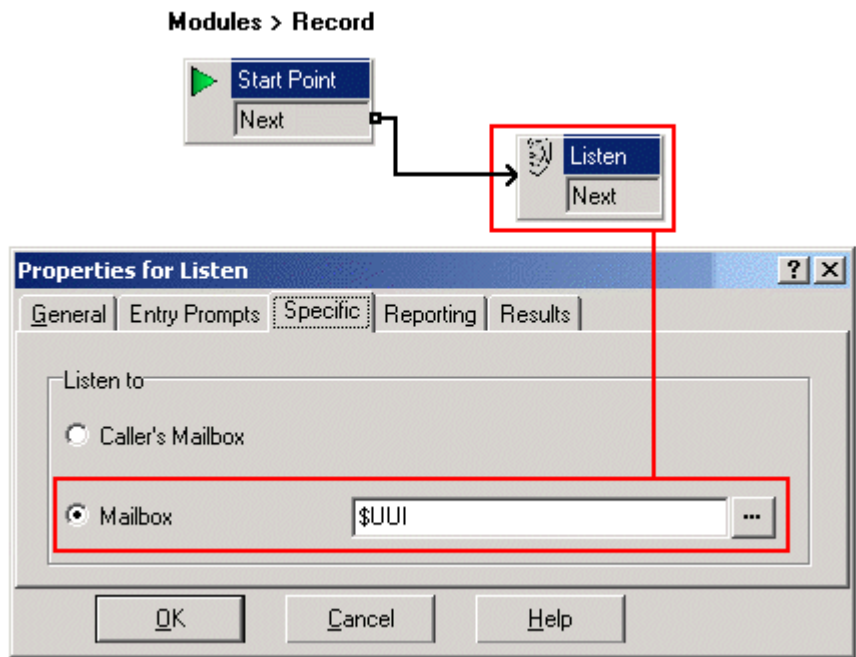 Modules > Record
Start Point
Next
Listen
Next
Properties for Listen
General Entry Prompts Specific Reporting Results
Listen to
Caller's Mailbox
Mailbox $UUI ...
OK Cancel Help